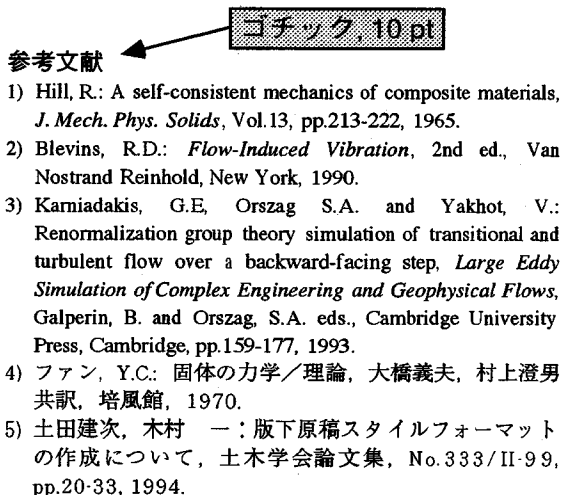 ゴチック, 10 pt
参考文献
1) Hill, R.: A self-consistent mechanics of composite materials,
J. Mech. Phys. Solids, Vol.13, pp.213-222, 1965.
2) Blevins, R.D.: Flow-Induced Vibration, 2nd ed., Van
Nostrand Reinhold, New York, 1990.
3) Karniadakis, G.E, Orszag S.A. and Yakhot, V.:
Renormalization group theory simulation of transitional and
turbulent flow over a backward-facing step, Large Eddy
Simulation of Complex Engineering and Geophysical Flows,
Galperin, B. and Orszag, S.A. eds., Cambridge University
Press, Cambridge, pp.159-177, 1993.
4) ファン, Y.C.: 固体の力学／理論, 大橋義夫, 村上澄男
共訳, 培風館, 1970.
5) 土田建次, 木村 一：版下原稿スタイルフォーマット
の作成について, 土木学会論文集, No.333/II-99,
pp.20-33, 1994.